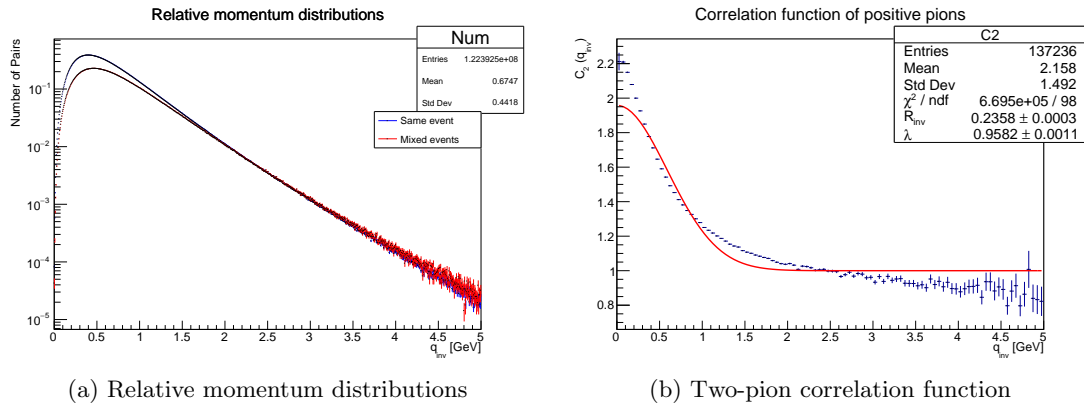 Relative momentum distributions
Number of Pairs
Num
Entries 1.223925e+08
Mean 0.6747
Std Dev 0.4418
Same event
Mixed events
10⁻¹
10⁻²
10⁻³
10⁻⁴
10⁻⁵
0 0.5 1 1.5 2 2.5 3 3.5 4 4.5 5
q_inv [GeV]
(a) Relative momentum distributions
Correlation function of positive pions
C₂ (q_inv)
C2
Entries 137236
Mean 2.158
Std Dev 1.492
χ² / ndf 6.695e+05 / 98
R_inv 0.2358 ± 0.0003
λ 0.9582 ± 0.0011
2.2
2
1.8
1.6
1.4
1.2
1
0.8
0 0.5 1 1.5 2 2.5 3 3.5 4 4.5 5
q_inv [GeV]
(b) Two-pion correlation function